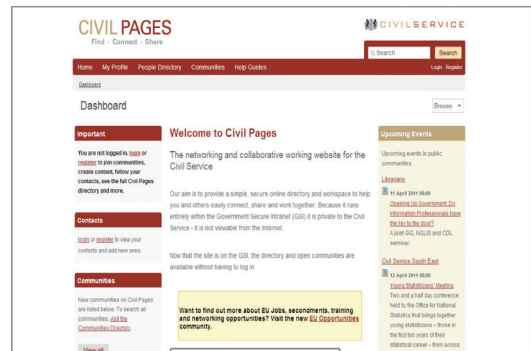 CIVIL PAGES
Find - Connect - Share
CIVILSERVICE
Search
Search
Home My Profile People Directory Communities Help Guides
Login Register
Dashboard
Dashboard
Browse
Important
You are not logged in, login or
register to join communities,
create content, follow your
contacts, see the full Civil Pages
directory and more.
Contacts
login or register to view your
contacts and add new ones.
Communities
New communities on Civil Pages
are listed below. To search all
communities, visit the
Communities Directory.
View all
Welcome to Civil Pages
The networking and collaborative working website for the
Civil Service
Our aim is to provide a simple, secure online directory and workspace to help
you and others easily connect, share and work together. Because it runs
entirely within the Government Secure Intranet (GSI) it is private to the Civil
Service - it is not viewable from the Internet.
Now that the site is on the GSI, the directory and open communities are
available without having to log in.
Want to find out more about EU Jobs, secondments, training
and networking opportunities? Visit the new EU Opportunities
community.
Upcoming Events
Upcoming events in public
communities.
Librarians
11 April 2011 00:00
Opening Up Government: Do
Information Professionals have
the key to the door?
A joint GIG, NGLIS and CDL
seminar.
Civil Service South East
12 April 2011 00:00
Young Statisticians' Meeting
Two and a half day conference
held by the Office for National
Statistics that brings together
young statisticians – those in
the first ten years of their
statistical career – from across